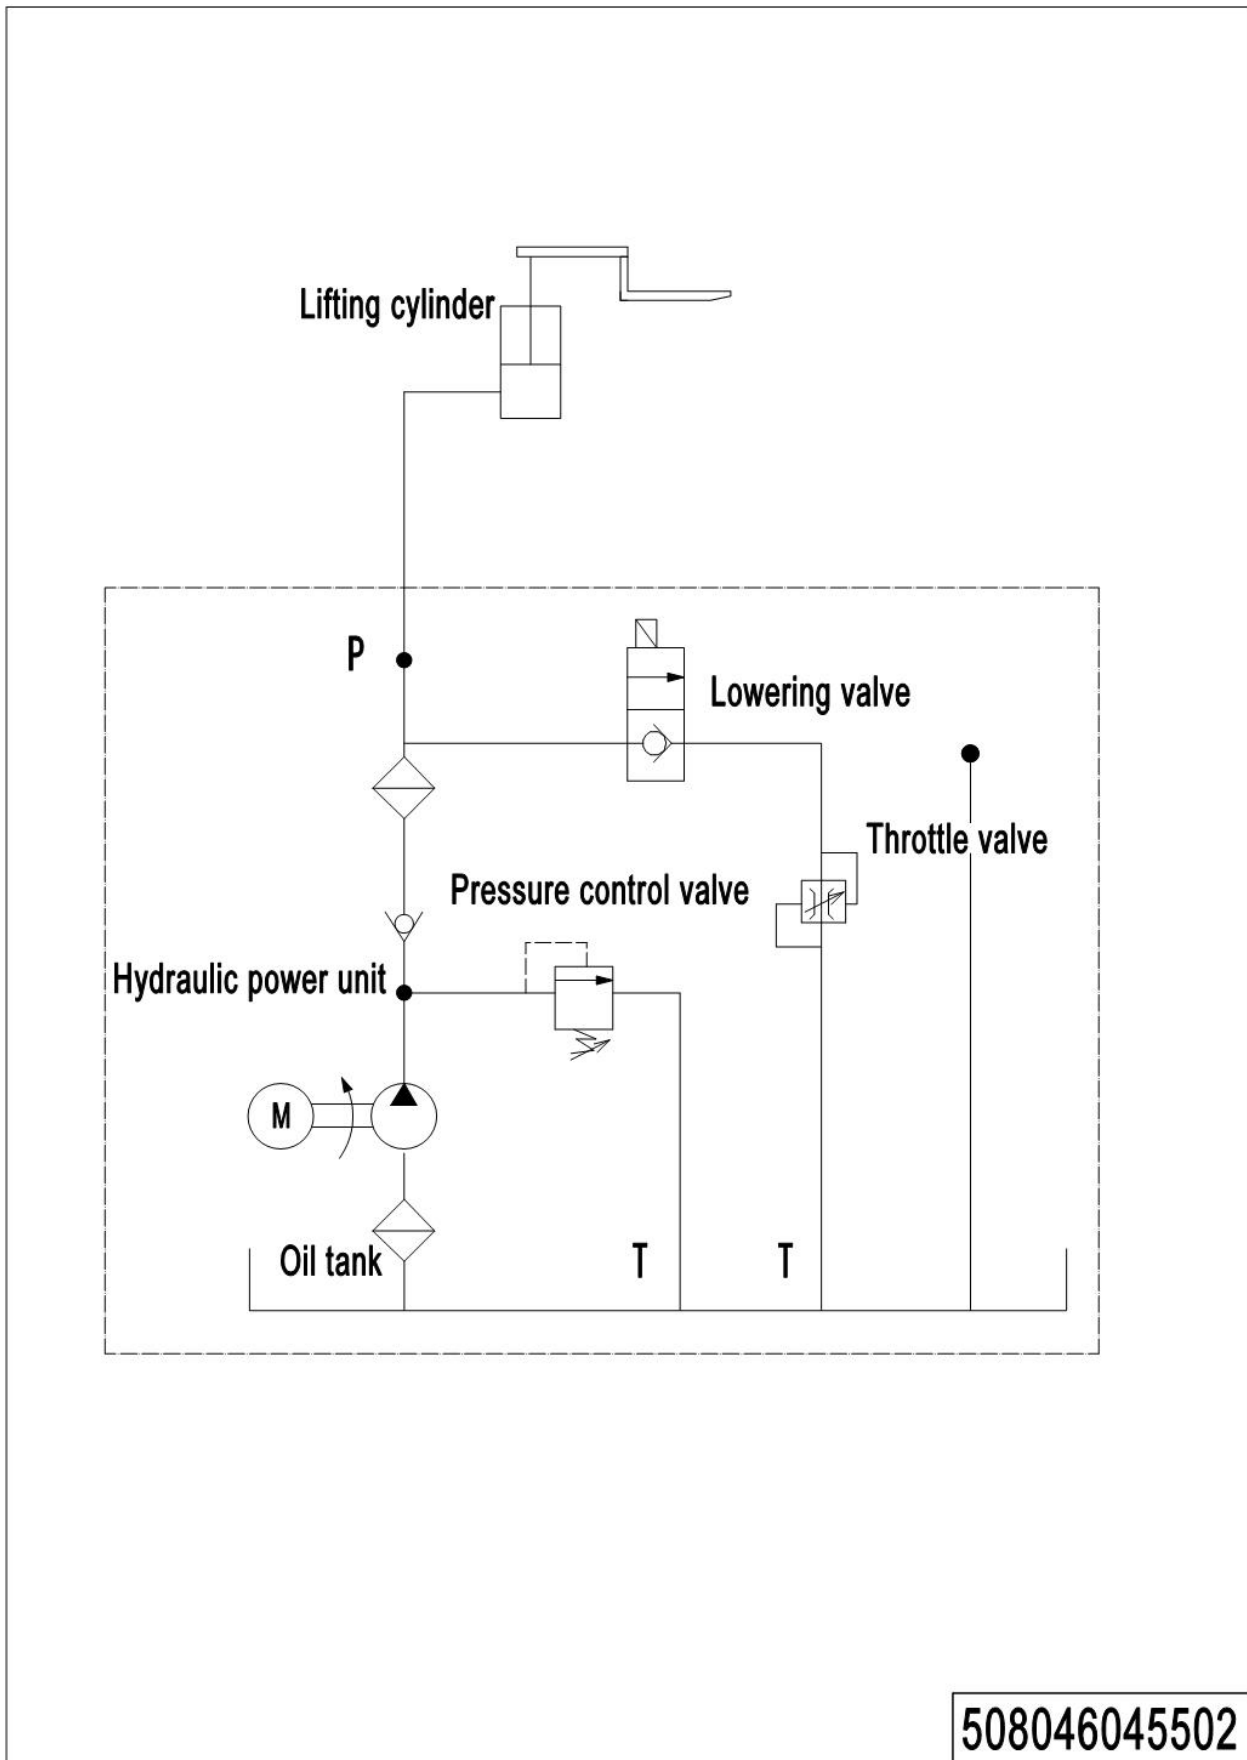 Lifting cylinder
P
Lowering valve
Throttle valve
Pressure control valve
Hydraulic power unit
M
Oil tank
T
T
508046045502